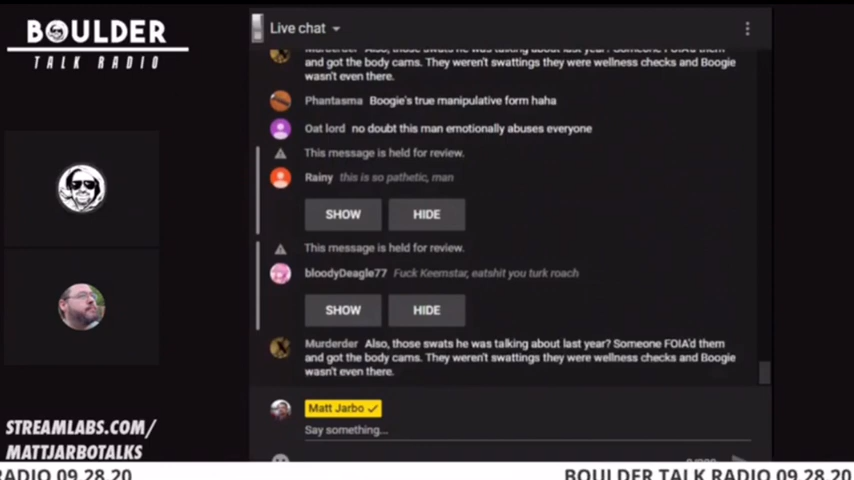 BOULDER
TALK RADIO
Live chat
Murderder Also, those swats he was talking about last year? Someone FOIA'd them
and got the body cams. They weren't swattings they were wellness checks and Boogie
wasn't even there.
Phantasma Boogie's true manipulative form haha
Oat lord no doubt this man emotionally abuses everyone
This message is held for review.
Rainy this is so pathetic, man
SHOW HIDE
This message is held for review.
bloodyDeagle77 Fuck Keemstar, eatshit you turk roach
SHOW HIDE
Murderder Also, those swats he was talking about last year? Someone FOIA'd them
and got the body cams. They weren't swattings they were wellness checks and Boogie
wasn't even there.
Matt Jarbo
Say something...
STREAMLABS.COM/
MATTJARBOTALKS
RADIO 09.28.20 BOULDER TALK RADIO 09.28.20